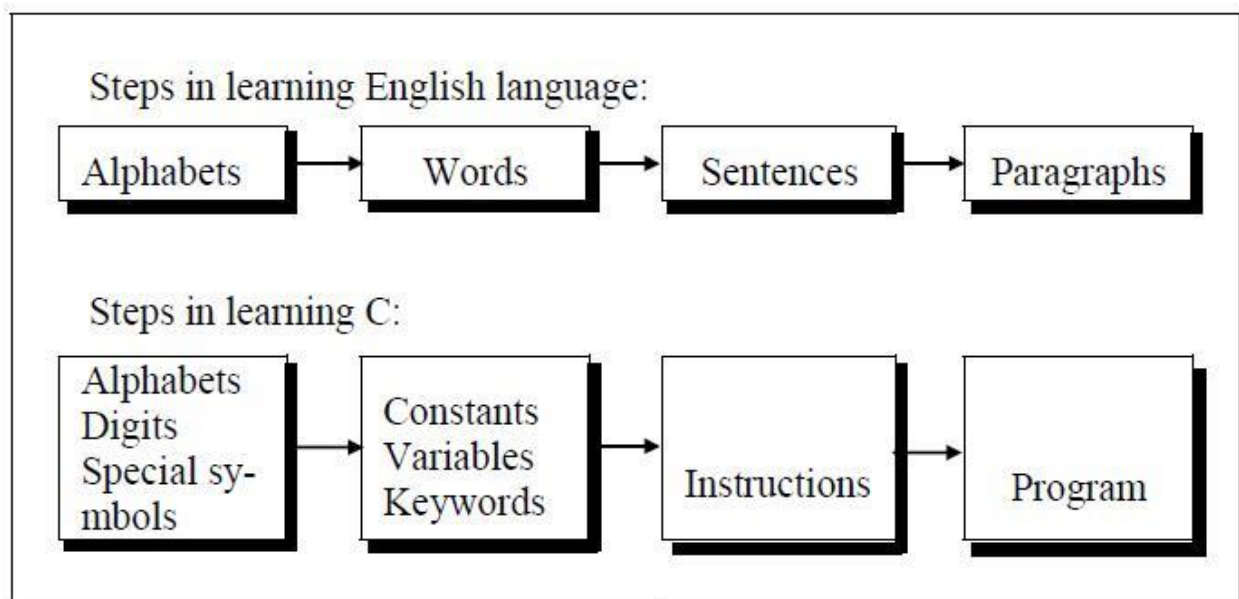 Steps in learning English language:
Alphabets
Words
Sentences
Paragraphs
Steps in learning C:
Alphabets
Digits
Special sy-
mbols
Constants
Variables
Keywords
Instructions
Program